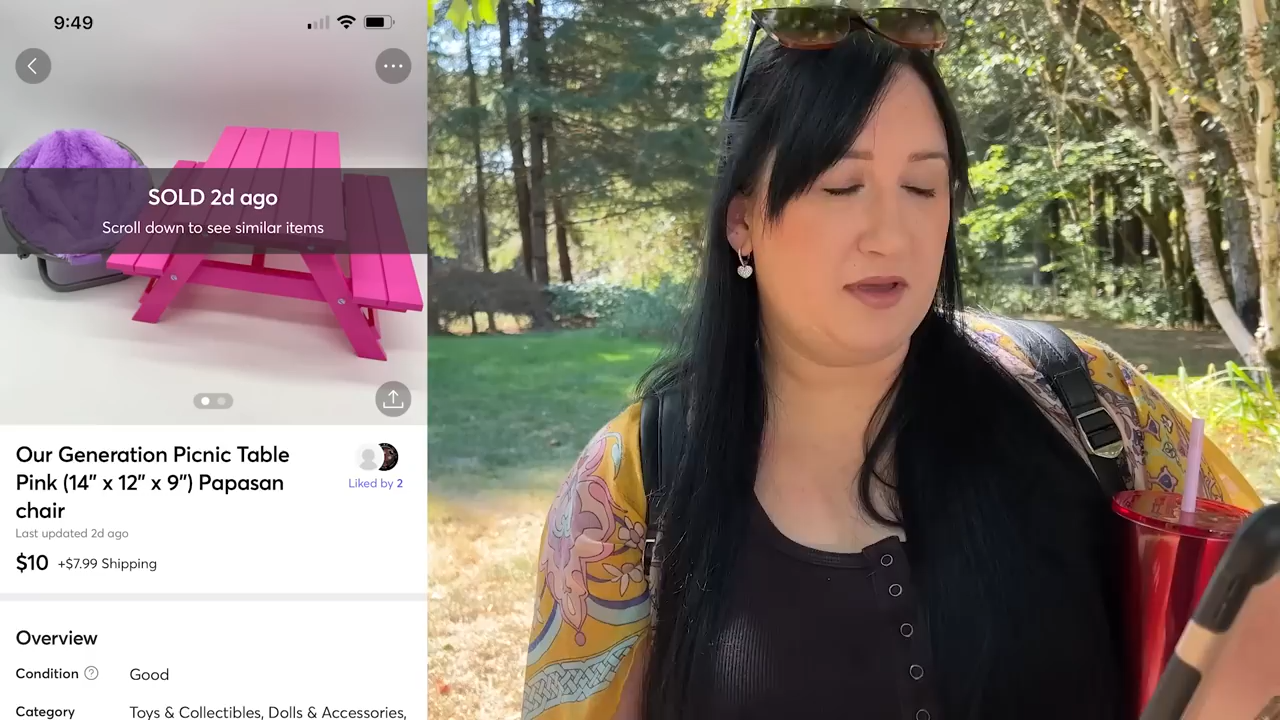 9:49
SOLD 2d ago
Scroll down to see similar items
Our Generation Picnic Table
Pink (14” x 12” x 9”) Papasan
chair
Liked by 2
Last updated 2d ago
$10 +$7.99 Shipping
Overview
Condition ? Good
Category Toys & Collectibles, Dolls & Accessories,